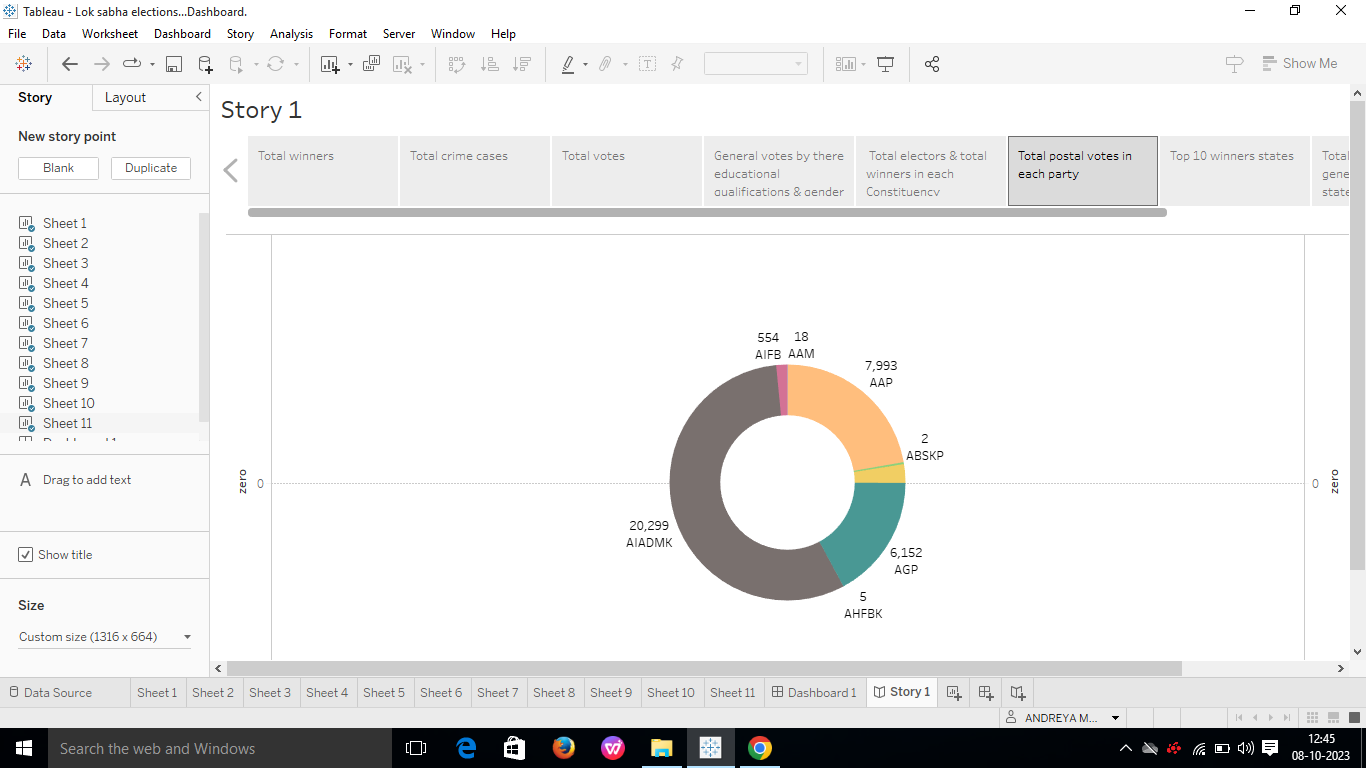 Tableau - Lok sabha elections...Dashboard.
File Data Worksheet Dashboard Story Analysis Format Server Window Help
Show Me
Story Layout
New story point
Blank Duplicate
Sheet 1
Sheet 2
Sheet 3
Sheet 4
Sheet 5
Sheet 6
Sheet 7
Sheet 8
Sheet 9
Sheet 10
Sheet 11
A Drag to add text
Show title
Size
Custom size (1316 x 664)
Story 1
Total winners
Total crime cases
Total votes
General votes by there
educational
qualifications & gender
Total electors & total
winners in each
Constituency
Total postal votes in
each party
Top 10 winners states
Total
gene
state
554
AIFB
18
AAM
7,993
AAP
2
ABSKP
zero 0
0 zero
20,299
AIADMK
6,152
AGP
5
AHFBK
Data Source Sheet 1 Sheet 2 Sheet 3 Sheet 4 Sheet 5 Sheet 6 Sheet 7 Sheet 8 Sheet 9 Sheet 10 Sheet 11 Dashboard 1 Story 1
ANDREYA M...
Search the web and Windows
12:45
08-10-2023